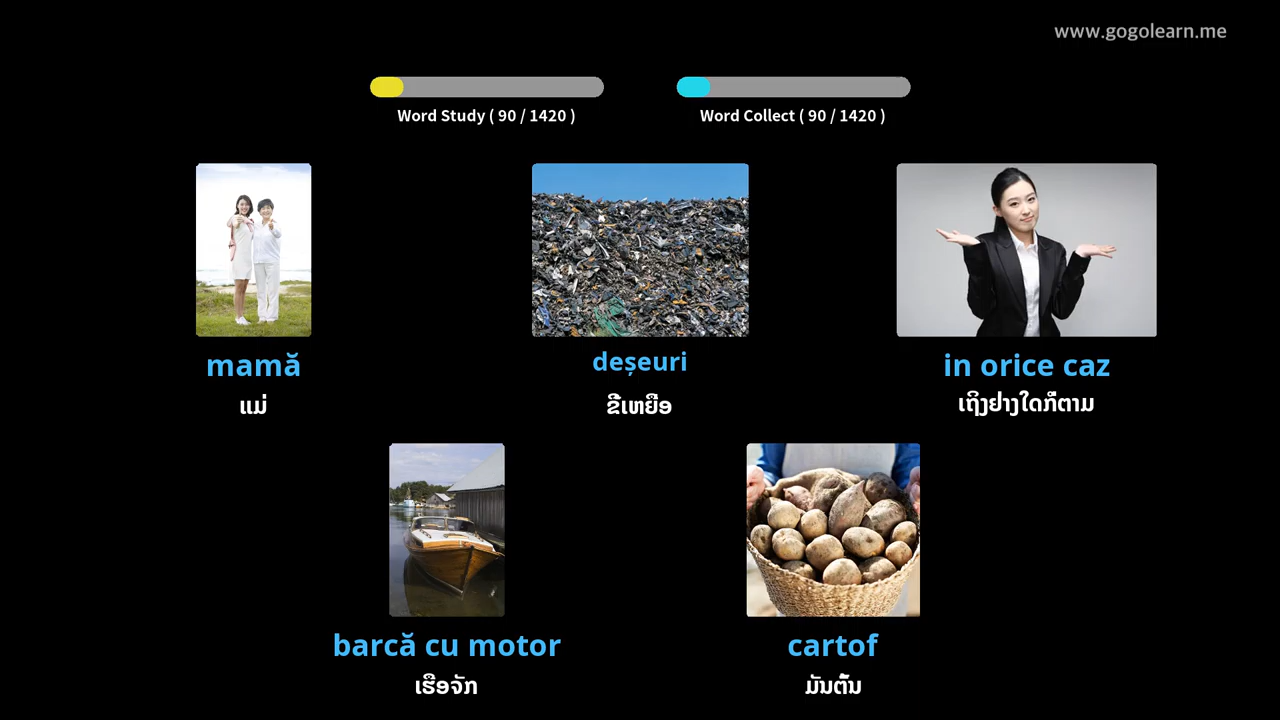 www.gogolearn.me
Word Study ( 90 / 1420 )
Word Collect ( 90 / 1420 )
mamă
deșeuri
in orice caz
ແມ່
ຂີ້ເຫຍື້ອ
ເຖິງຢ່າງໃດກໍ່ຕາມ
barcă cu motor
cartof
ເຮືອຈັກ
ມັນຕົ້ນ